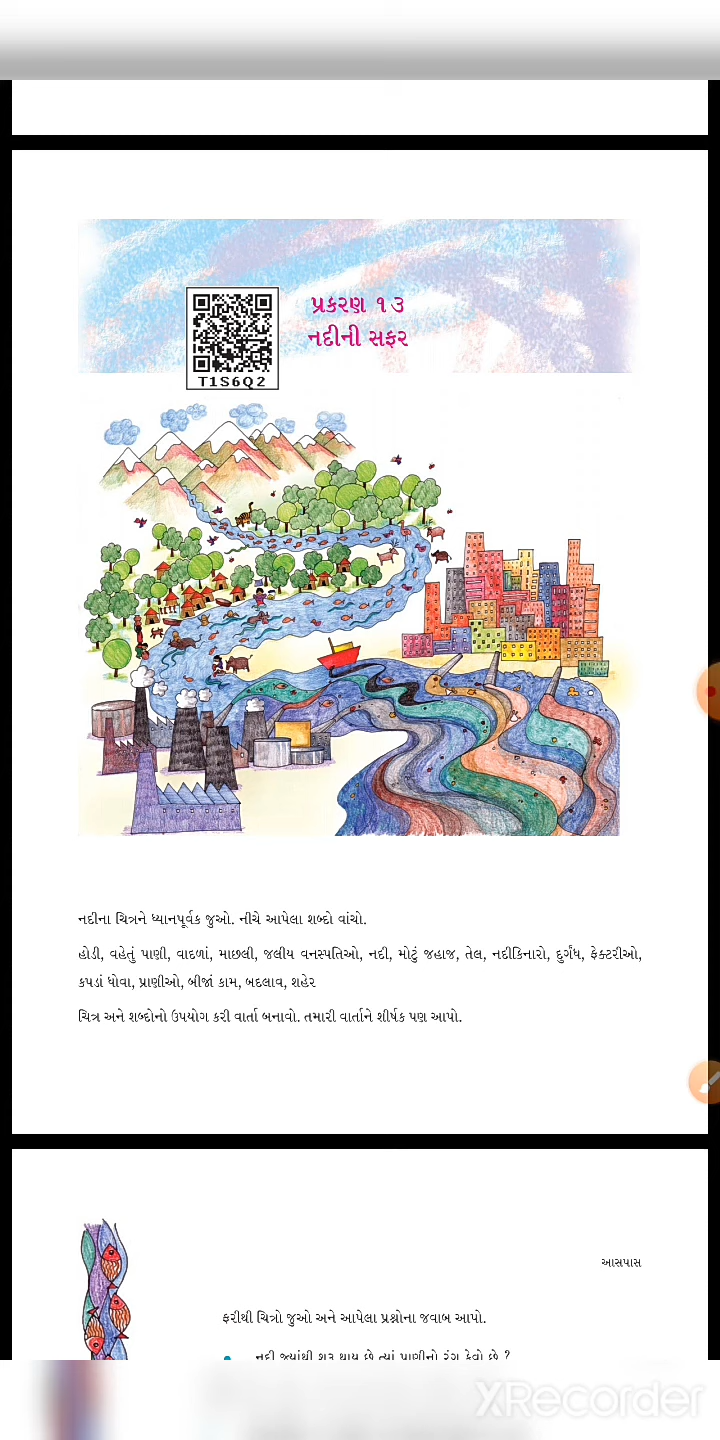 પ્રકરણ ૧૩
નદીની સફર
T1S6Q2
નદીના ચિત્રને ધ્યાનપૂર્વક જુઓ. નીચે આપેલા શબ્દો વાંચો.
હોડી, વહેતું પાણી, વાદળાં, માછલી, જલીય વનસ્પતિઓ, નદી, મોટું જહાજ, તેલ, નદીકિનારો, દુર્ગંધ, ફેક્ટરીઓ,
કપડાં ધોવા, પ્રાણીઓ, બીજાં કામ, બદલાવ, શહેર
ચિત્ર અને શબ્દોનો ઉપયોગ કરી વાર્તા બનાવો. તમારી વાર્તાને શીર્ષક પણ આપો.
આસપાસ
ફરીથી ચિત્રો જુઓ અને આપેલા પ્રશ્નોના જવાબ આપો.
• નદી જ્યાંથી શરૂ થાય છે ત્યાં પાણીનો રંગ કેવો છે ?
XRecorder